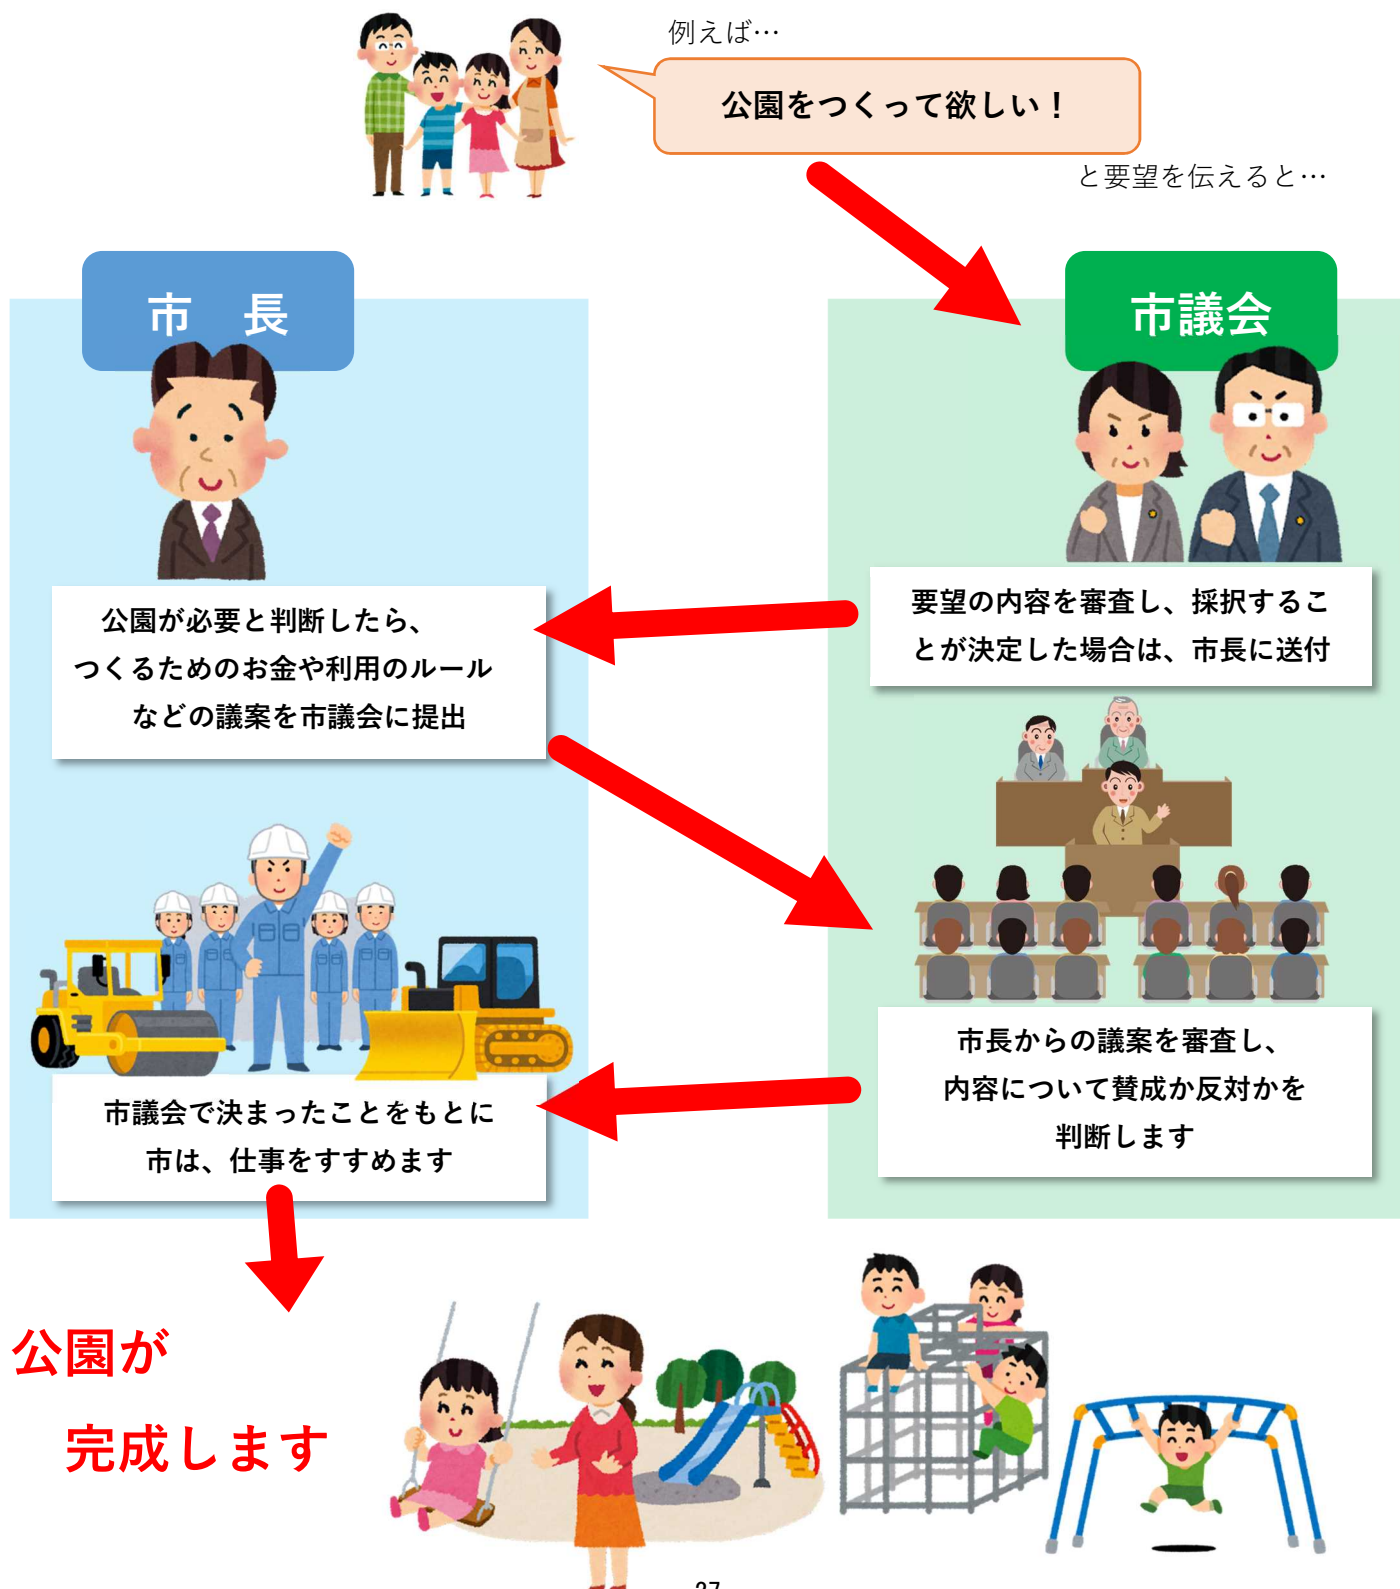 例えば…
公園をつくって欲しい！
と要望を伝えると…
市　長
市議会
要望の内容を審査し、採択するこ
とが決定した場合は、市長に送付
公園が必要と判断したら、
つくるためのお金や利用のルール
などの議案を市議会に提出
市長からの議案を審査し、
内容について賛成か反対かを
判断します
市議会で決まったことをもとに
市は、仕事をすすめます
公園が
完成します